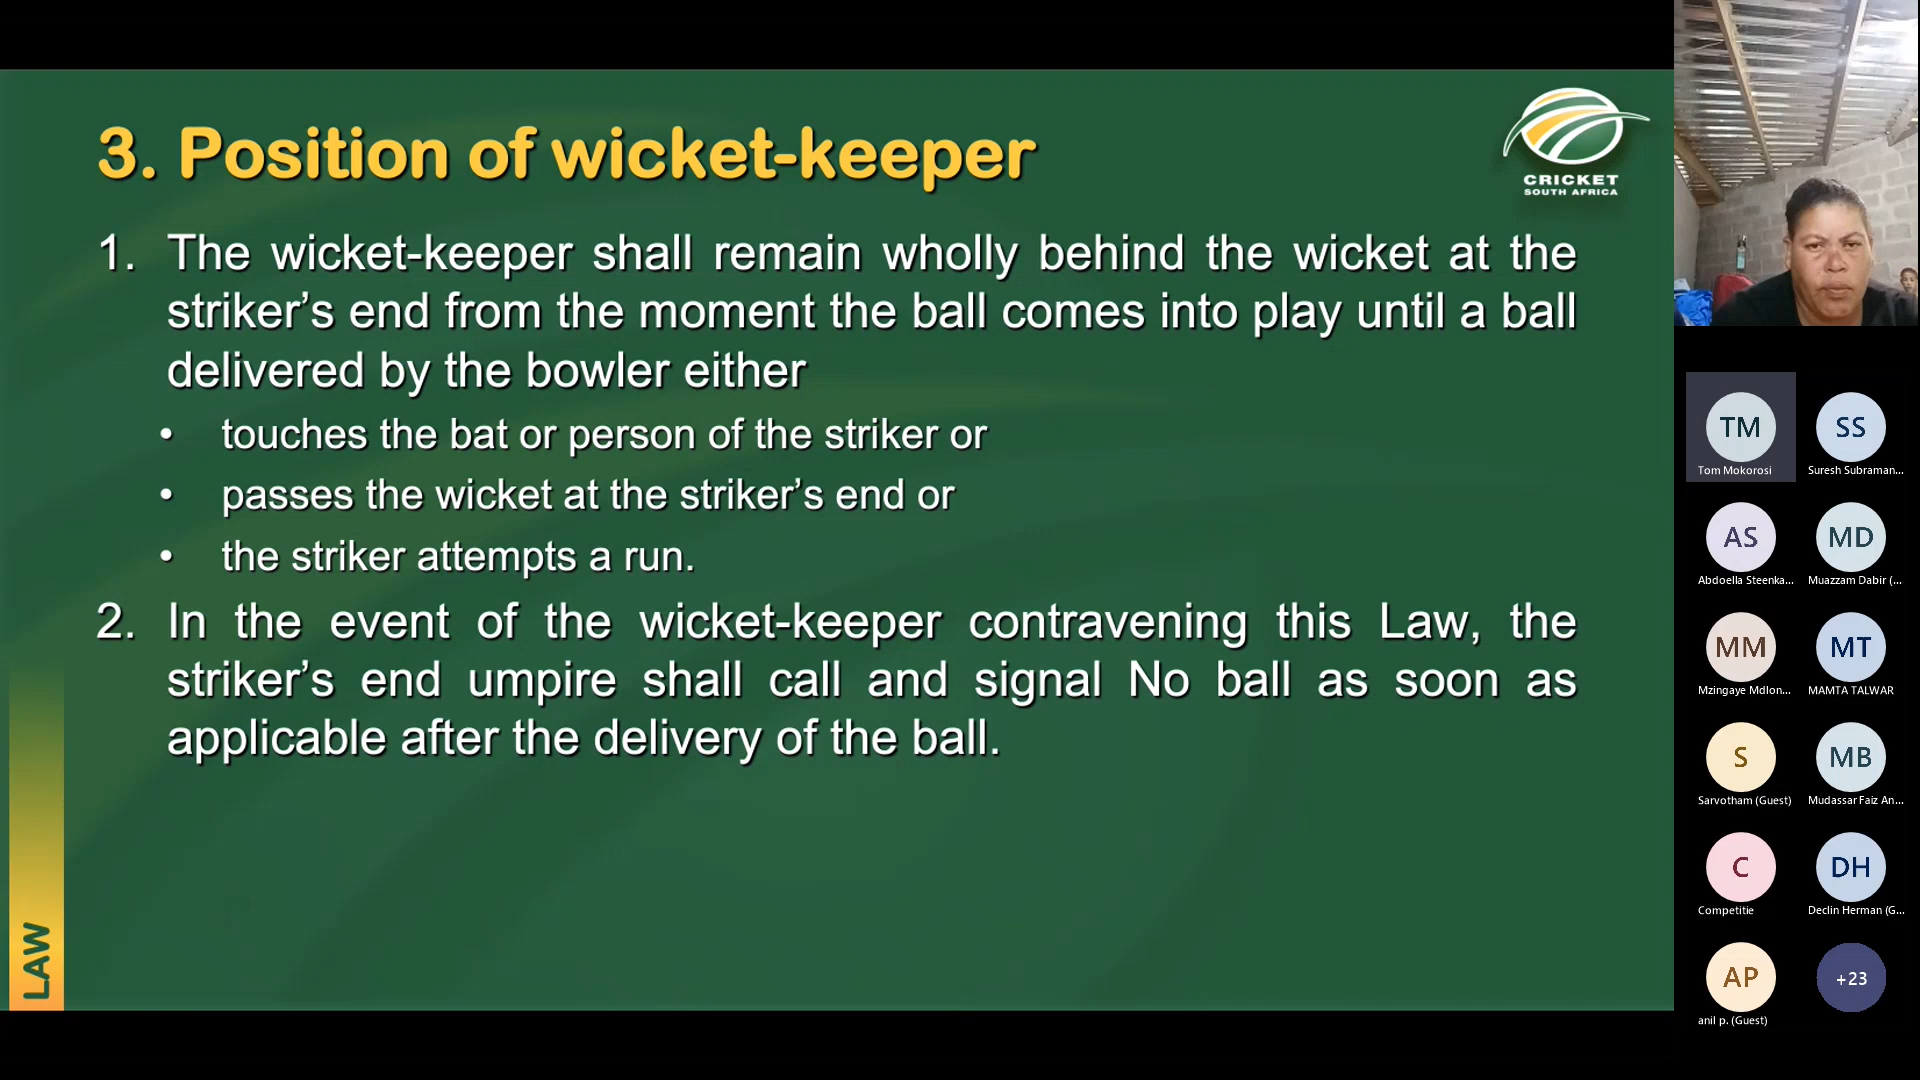 3. Position of wicket-keeper
CRICKET
SOUTH AFRICA
1. The wicket-keeper shall remain wholly behind the wicket at the
striker’s end from the moment the ball comes into play until a ball
delivered by the bowler either
• touches the bat or person of the striker or
• passes the wicket at the striker’s end or
• the striker attempts a run.
2. In the event of the wicket-keeper contravening this Law, the
striker’s end umpire shall call and signal No ball as soon as
applicable after the delivery of the ball.
LAW
TM
Tom Mokorosi
SS
Suresh Subraman...
AS
Abdoella Steenka...
MD
Muazzam Dabir (...
MM
Mzingaye Mdlon...
MT
MAMTA TALWAR
S
Sarvotham (Guest)
MB
Mudassar Faiz An...
C
Competitie
DH
Declin Herman (G...
AP
anil p. (Guest)
+23